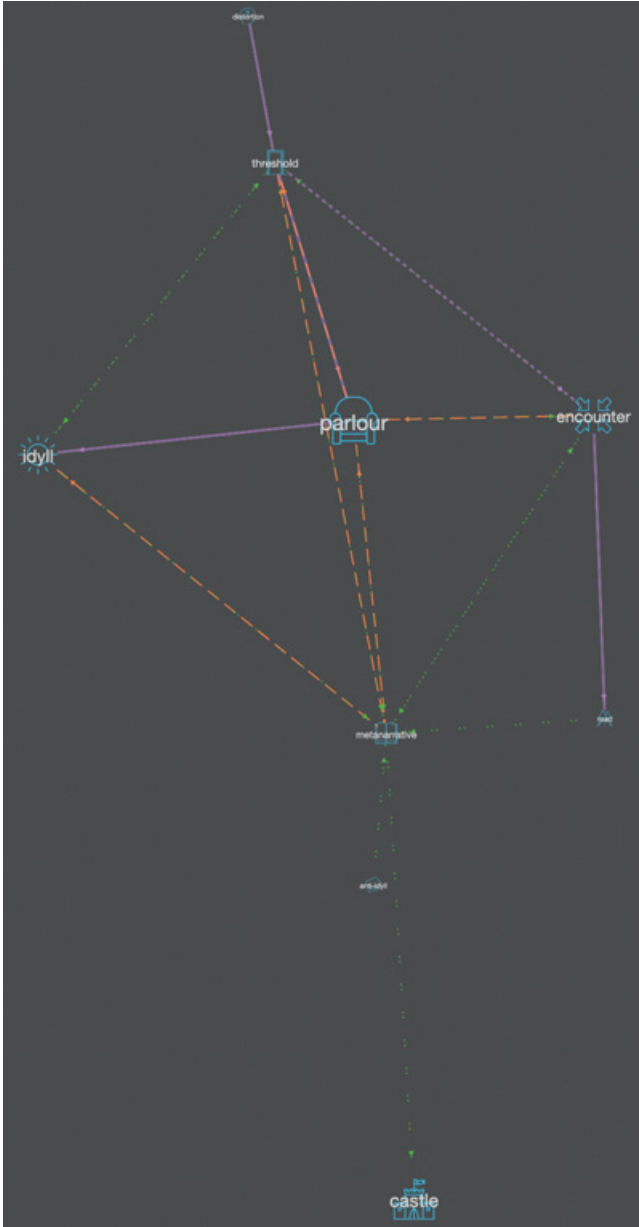 distortion
threshold
parlour
encounter
idyll
road
metanarrative
anti-idyll
castle